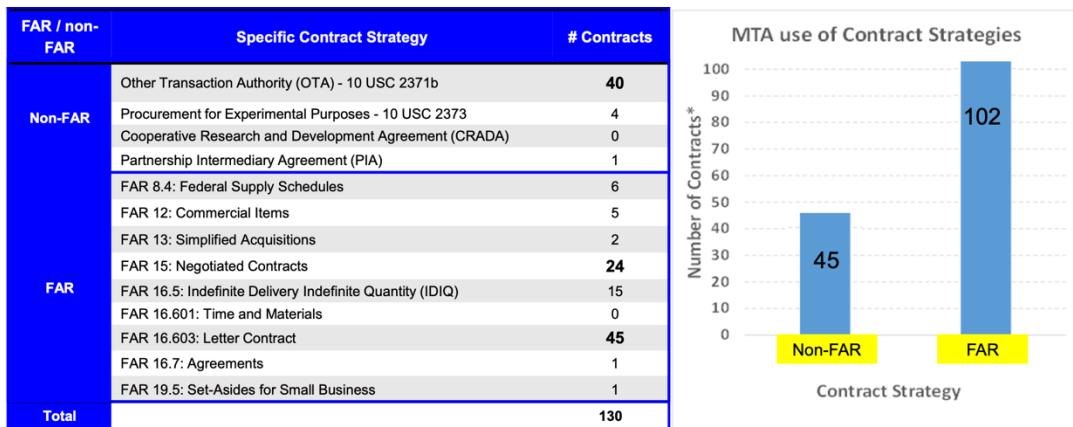 FAR / non-FAR Specific Contract Strategy # Contracts
Non-FAR
Other Transaction Authority (OTA) - 10 USC 2371b 40
Procurement for Experimental Purposes - 10 USC 2373 4
Cooperative Research and Development Agreement (CRADA) 0
Partnership Intermediary Agreement (PIA) 1
FAR
FAR 8.4: Federal Supply Schedules 6
FAR 12: Commercial Items 5
FAR 13: Simplified Acquisitions 2
FAR 15: Negotiated Contracts 24
FAR 16.5: Indefinite Delivery Indefinite Quantity (IDIQ) 15
FAR 16.601: Time and Materials 0
FAR 16.603: Letter Contract 45
FAR 16.7: Agreements 1
FAR 19.5: Set-Asides for Small Business 1
Total 130
MTA use of Contract Strategies
Number of Contracts*
100
90
80
70
60
50
40
30
20
10
0
45
102
Non-FAR FAR
Contract Strategy